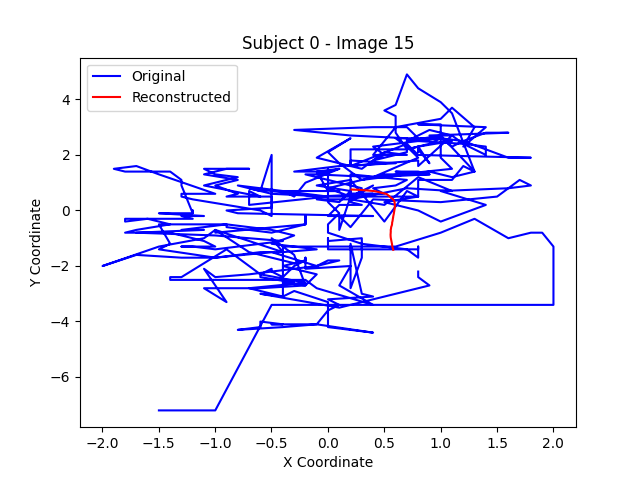 Subject 0 - Image 15
Original
Reconstructed
Y Coordinate
4
2
0
−2
−4
−6
−2.0 −1.5 −1.0 −0.5 0.0 0.5 1.0 1.5 2.0
X Coordinate